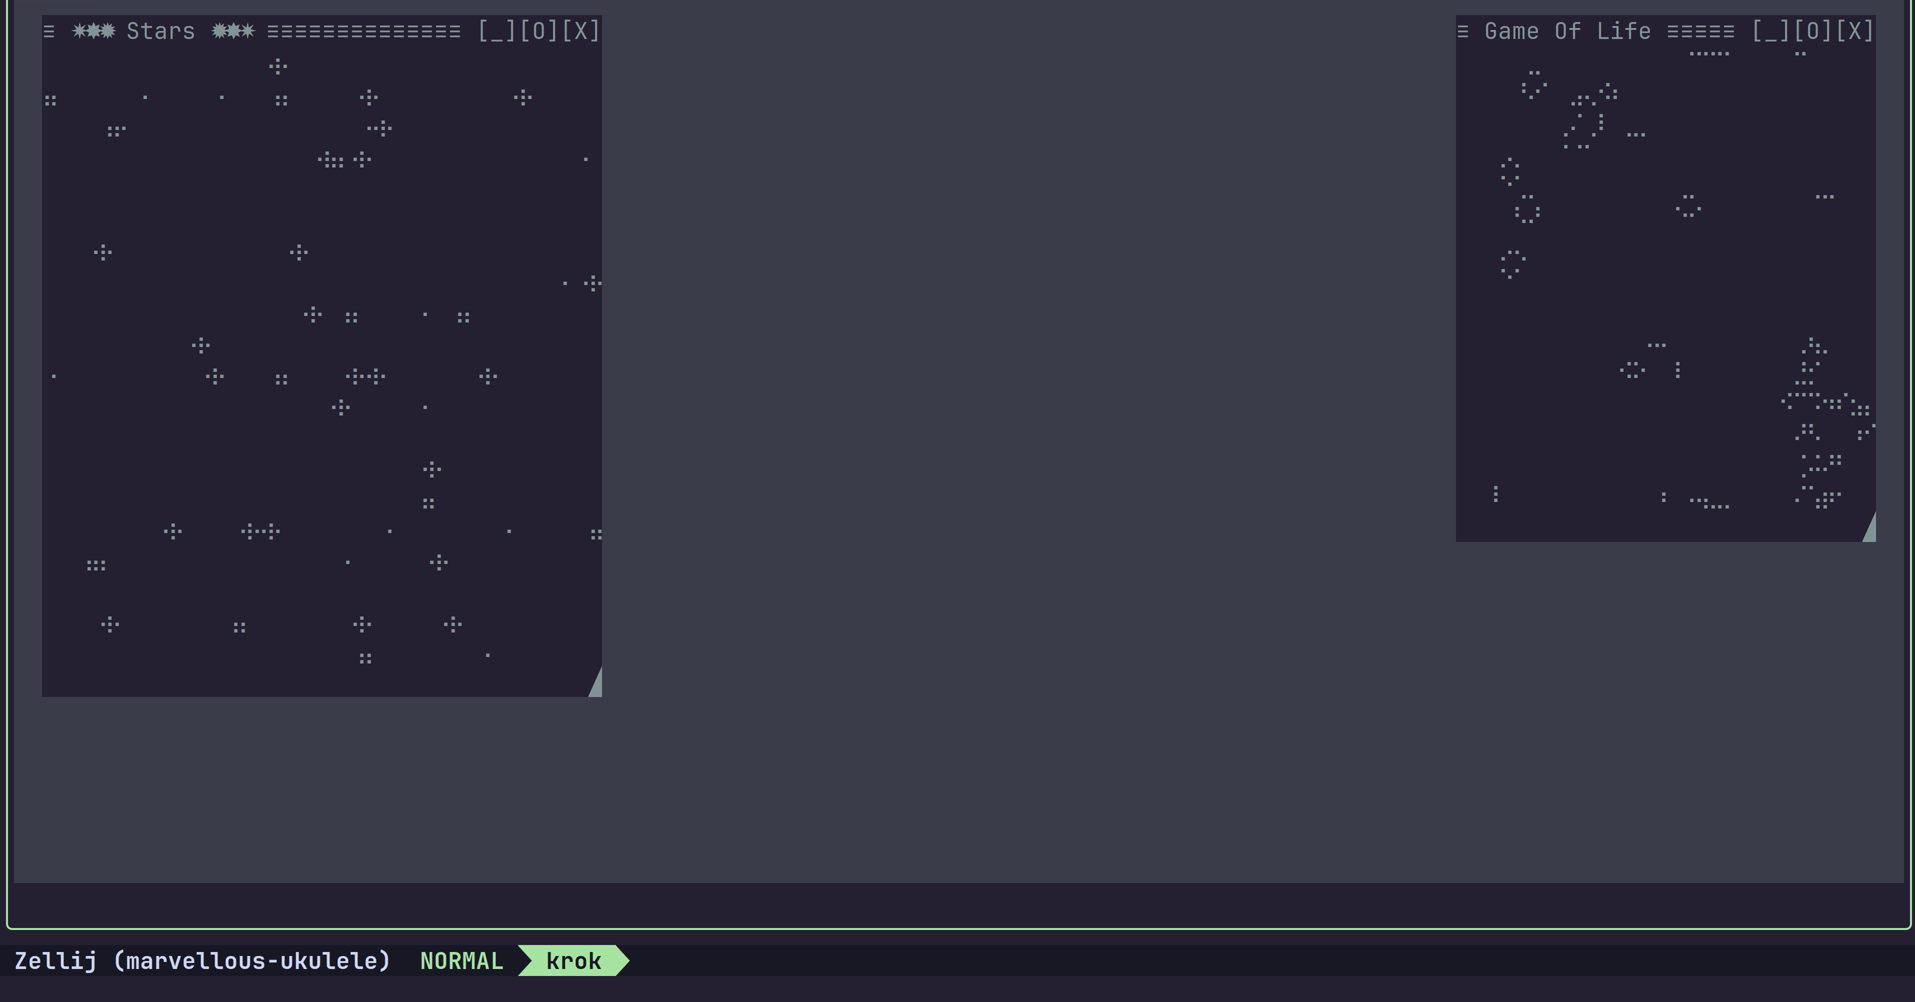 ≡ ✷✸✹ Stars ✹✸✷ ≡≡≡≡≡≡≡≡≡≡≡≡≡≡ [_][O][X]
≡ Game Of Life ≡≡≡≡≡ [_][O][X]
Zellij (marvellous-ukulele) NORMAL krok